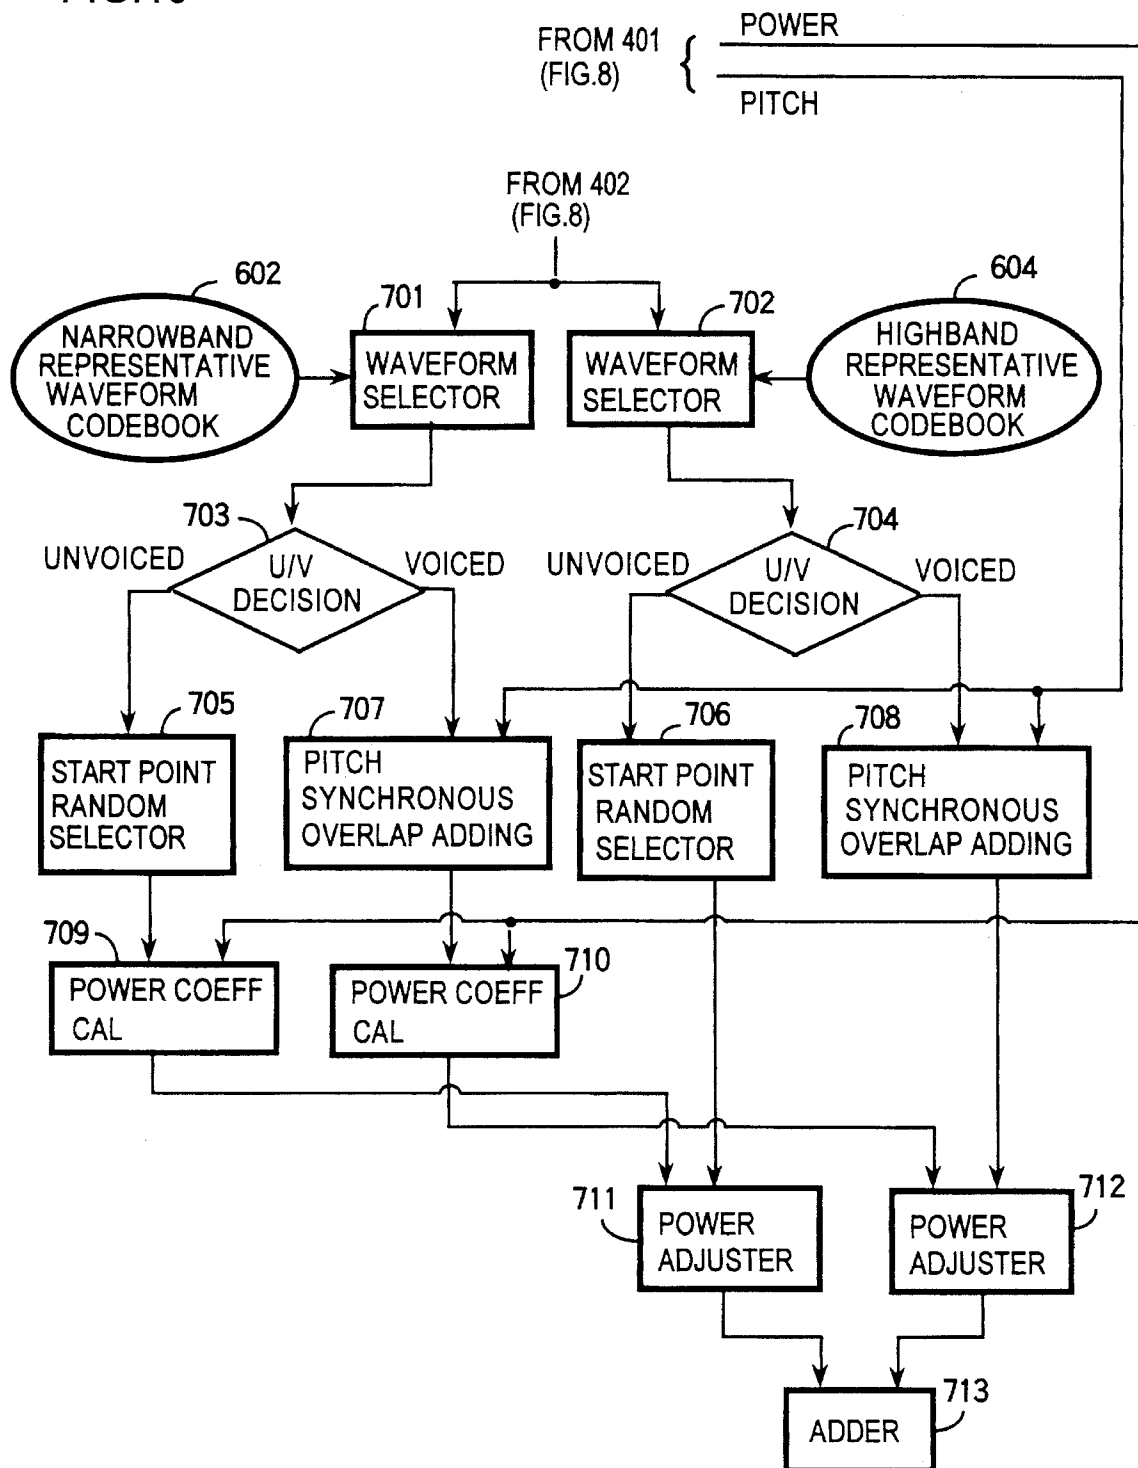 FROM 401
(FIG.8)
{
POWER
PITCH
FROM 402
(FIG.8)
602
701
702
604
NARROWBAND
REPRESENTATIVE
WAVEFORM
CODEBOOK
WAVEFORM
SELECTOR
WAVEFORM
SELECTOR
HIGHBAND
REPRESENTATIVE
WAVEFORM
CODEBOOK
703
704
UNVOICED
U/V
DECISION
VOICED
UNVOICED
U/V
DECISION
VOICED
705
707
706
708
START POINT
RANDOM
SELECTOR
PITCH
SYNCHRONOUS
OVERLAP ADDING
START POINT
RANDOM
SELECTOR
PITCH
SYNCHRONOUS
OVERLAP ADDING
709
710
POWER COEFF
CAL
POWER COEFF
CAL
711
712
POWER
ADJUSTER
POWER
ADJUSTER
713
ADDER